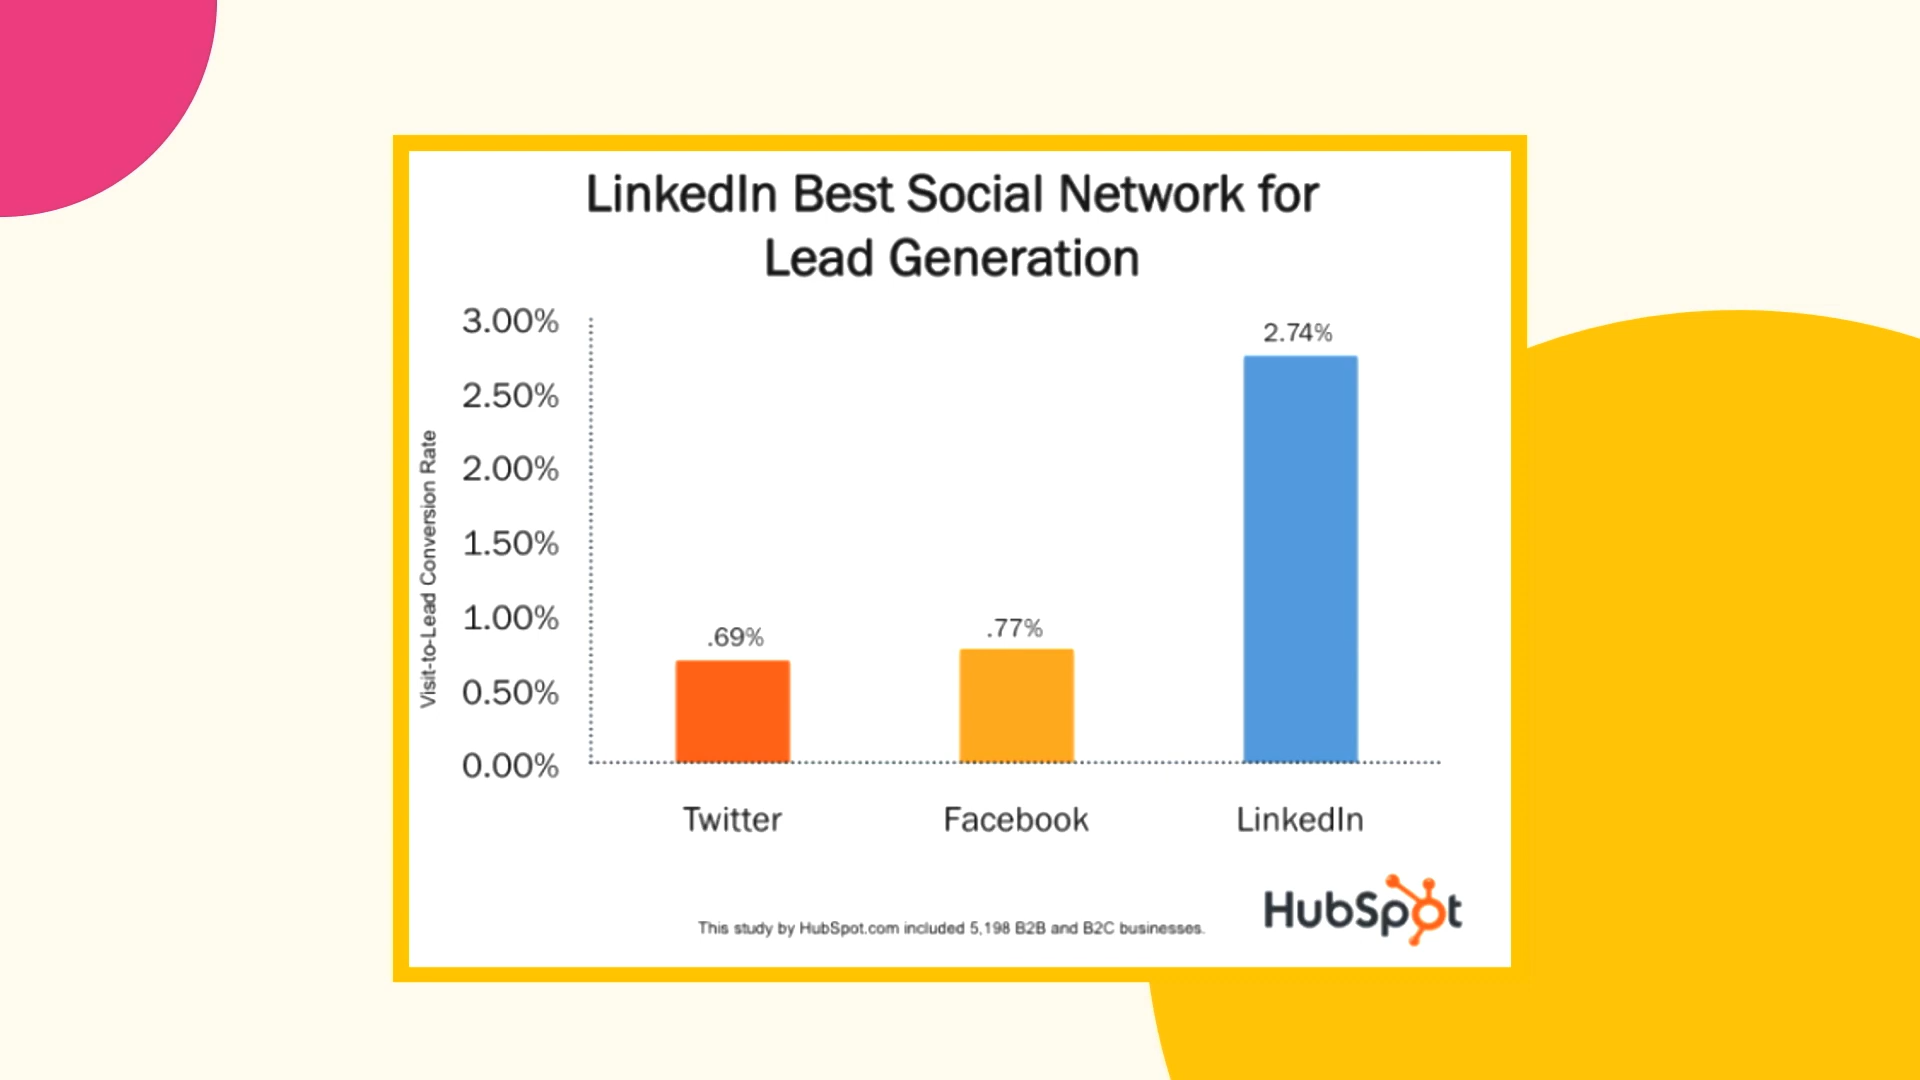 LinkedIn Best Social Network for
Lead Generation
Visit-to-Lead Conversion Rate
3.00%
2.50%
2.00%
1.50%
1.00%
0.50%
0.00%
.69%
.77%
2.74%
Twitter
Facebook
LinkedIn
This study by HubSpot.com included 5,198 B2B and B2C businesses.
HubSpot